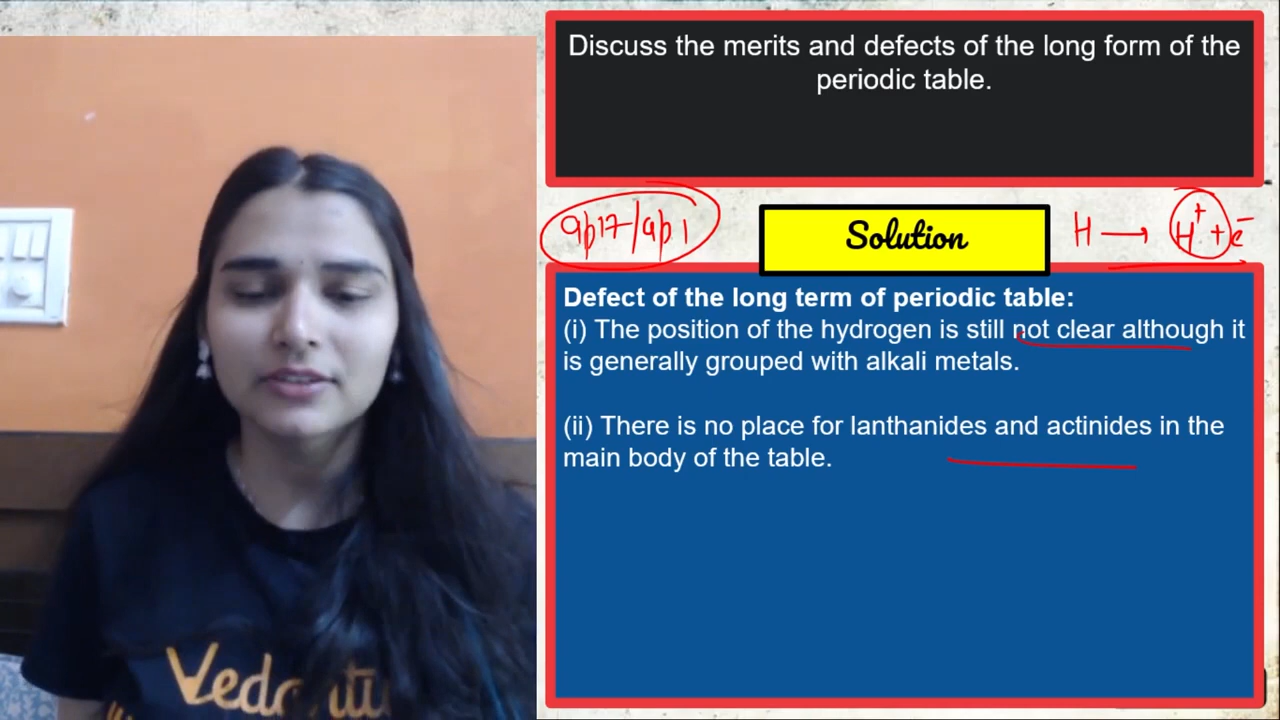 Discuss the merits and defects of the long form of the
periodic table.
gp17/gp1
Solution
H → H⁺ + e⁻
Defect of the long term of periodic table:
(i) The position of the hydrogen is still not clear although it
is generally grouped with alkali metals.
(ii) There is no place for lanthanides and actinides in the
main body of the table.
Vedantu